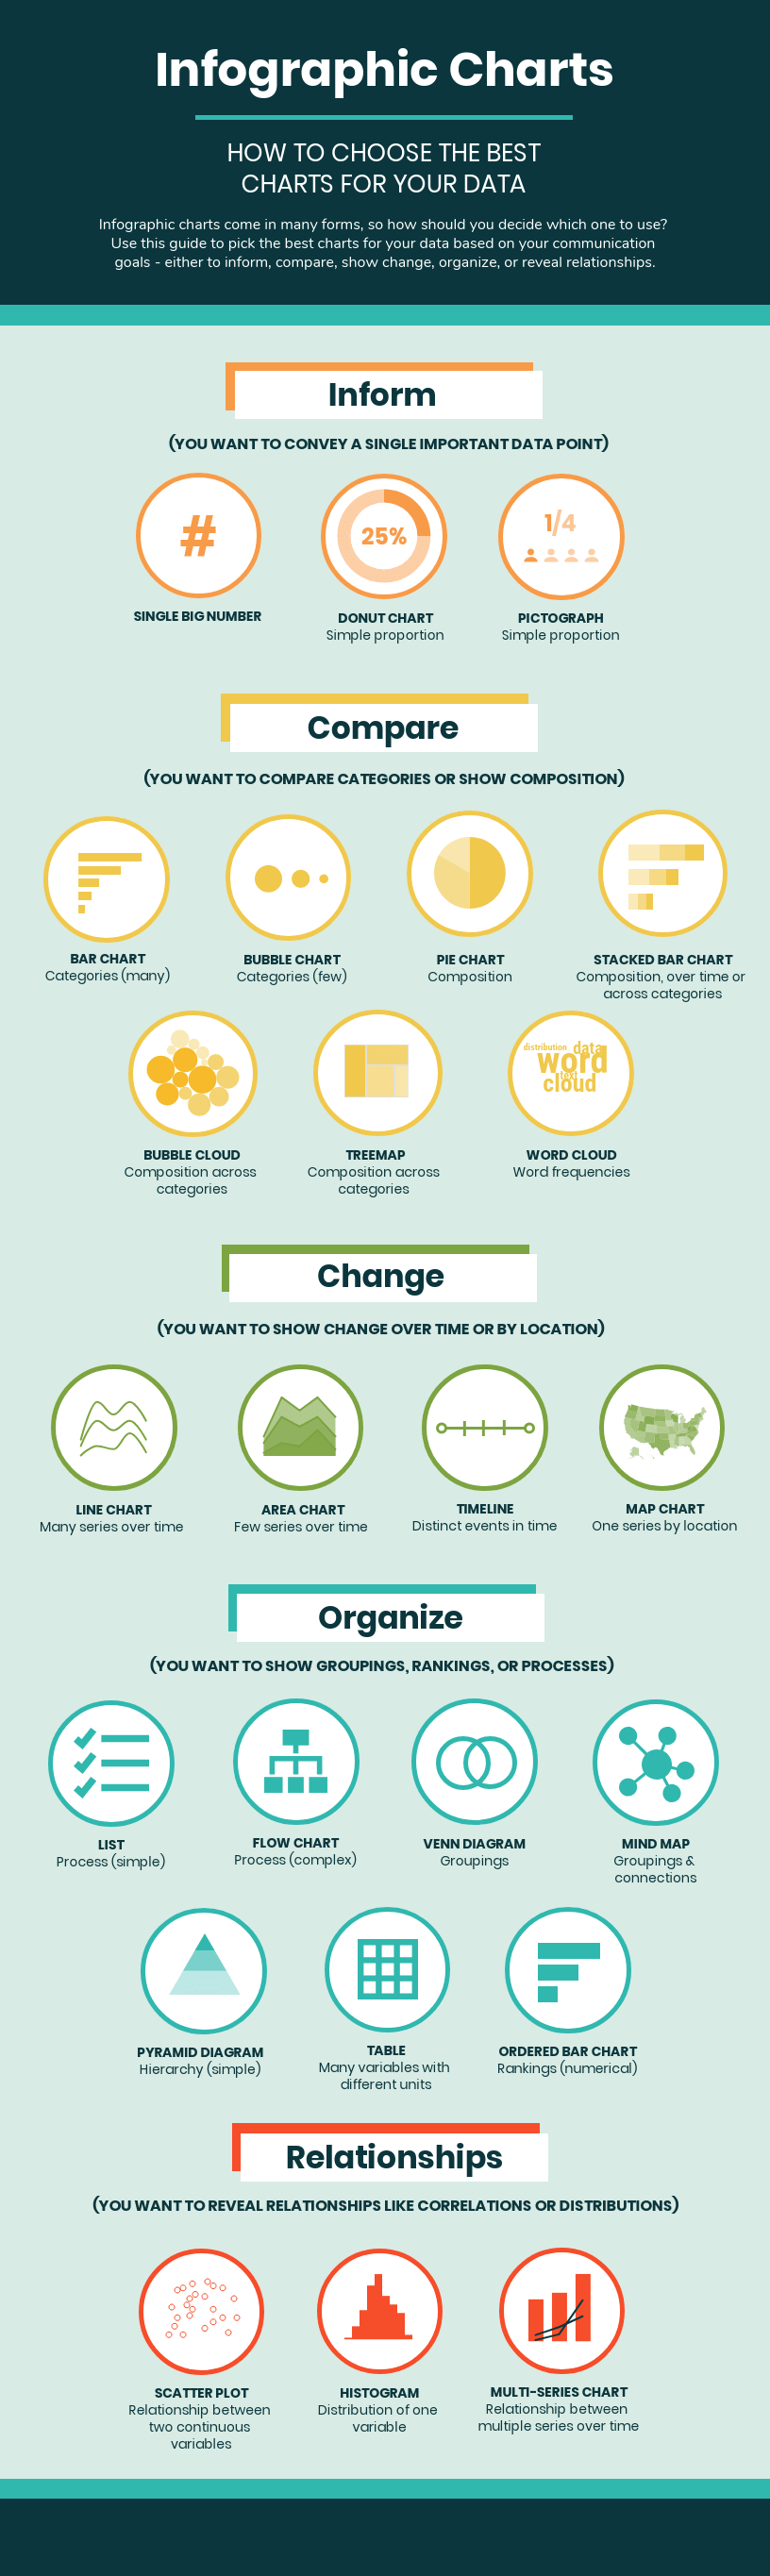 Infographic Charts
HOW TO CHOOSE THE BEST
CHARTS FOR YOUR DATA
Infographic charts come in many forms, so how should you decide which one to use?
Use this guide to pick the best charts for your data based on your communication
goals - either to inform, compare, show change, organize, or reveal relationships.
Inform
(YOU WANT TO CONVEY A SINGLE IMPORTANT DATA POINT)
#
25%
1/4
SINGLE BIG NUMBER
DONUT CHART
Simple proportion
PICTOGRAPH
Simple proportion
Compare
(YOU WANT TO COMPARE CATEGORIES OR SHOW COMPOSITION)
BAR CHART
Categories (many)
BUBBLE CHART
Categories (few)
PIE CHART
Composition
STACKED BAR CHART
Composition, over time or
across categories
distribution data
word
text
cloud
BUBBLE CLOUD
Composition across
categories
TREEMAP
Composition across
categories
WORD CLOUD
Word frequencies
Change
(YOU WANT TO SHOW CHANGE OVER TIME OR BY LOCATION)
LINE CHART
Many series over time
AREA CHART
Few series over time
TIMELINE
Distinct events in time
MAP CHART
One series by location
Organize
(YOU WANT TO SHOW GROUPINGS, RANKINGS, OR PROCESSES)
LIST
Process (simple)
FLOW CHART
Process (complex)
VENN DIAGRAM
Groupings
MIND MAP
Groupings &
connections
PYRAMID DIAGRAM
Hierarchy (simple)
TABLE
Many variables with
different units
ORDERED BAR CHART
Rankings (numerical)
Relationships
(YOU WANT TO REVEAL RELATIONSHIPS LIKE CORRELATIONS OR DISTRIBUTIONS)
SCATTER PLOT
Relationship between
two continuous
variables
HISTOGRAM
Distribution of one
variable
MULTI-SERIES CHART
Relationship between
multiple series over time